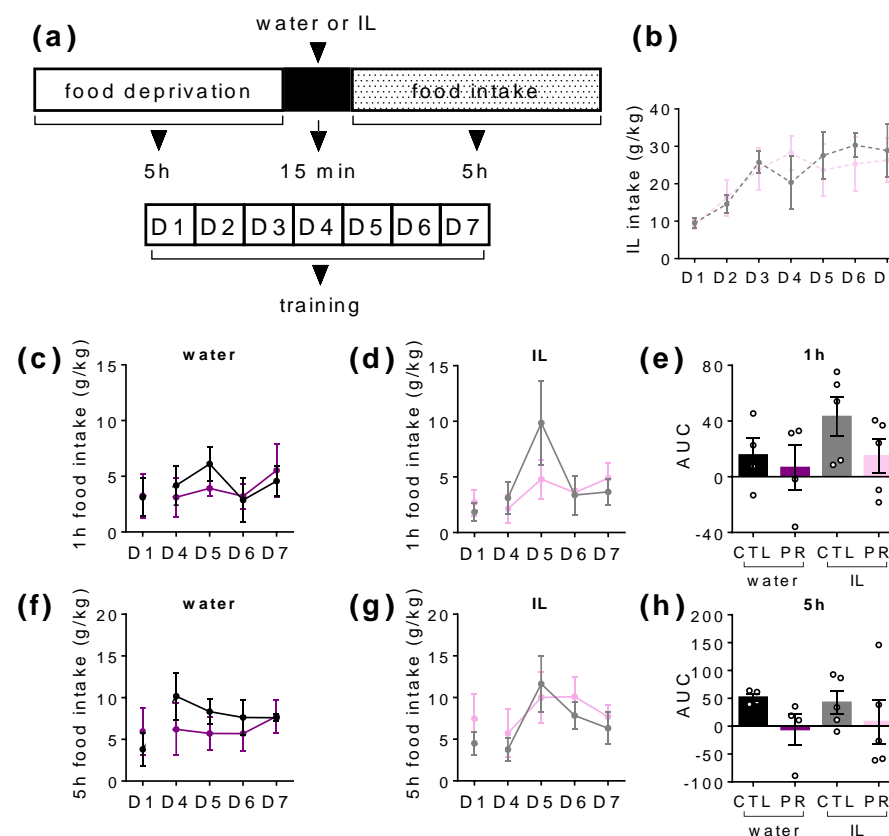 (a)
water or IL
food deprivation
food intake
5h
15 min
5h
D1 D2 D3 D4 D5 D6 D7
training
(b)
IL intake (g/kg)
40
30
20
10
0
D1 D2 D3 D4 D5 D6 D
(c)
water
1h food intake (g/kg)
15
10
5
0
D1 D4 D5 D6 D7
(d)
IL
1h food intake (g/kg)
15
10
5
0
D1 D4 D5 D6 D7
(e)
1h
AUC
80
40
0
-40
CTL PR CTL PR
water IL
(f)
water
5h food intake (g/kg)
20
15
10
5
0
D1 D4 D5 D6 D7
(g)
IL
5h food intake (g/kg)
20
15
10
5
0
D1 D4 D5 D6 D7
(h)
5h
AUC
200
150
100
50
0
-50
-100
CTL PR CTL PR
water IL